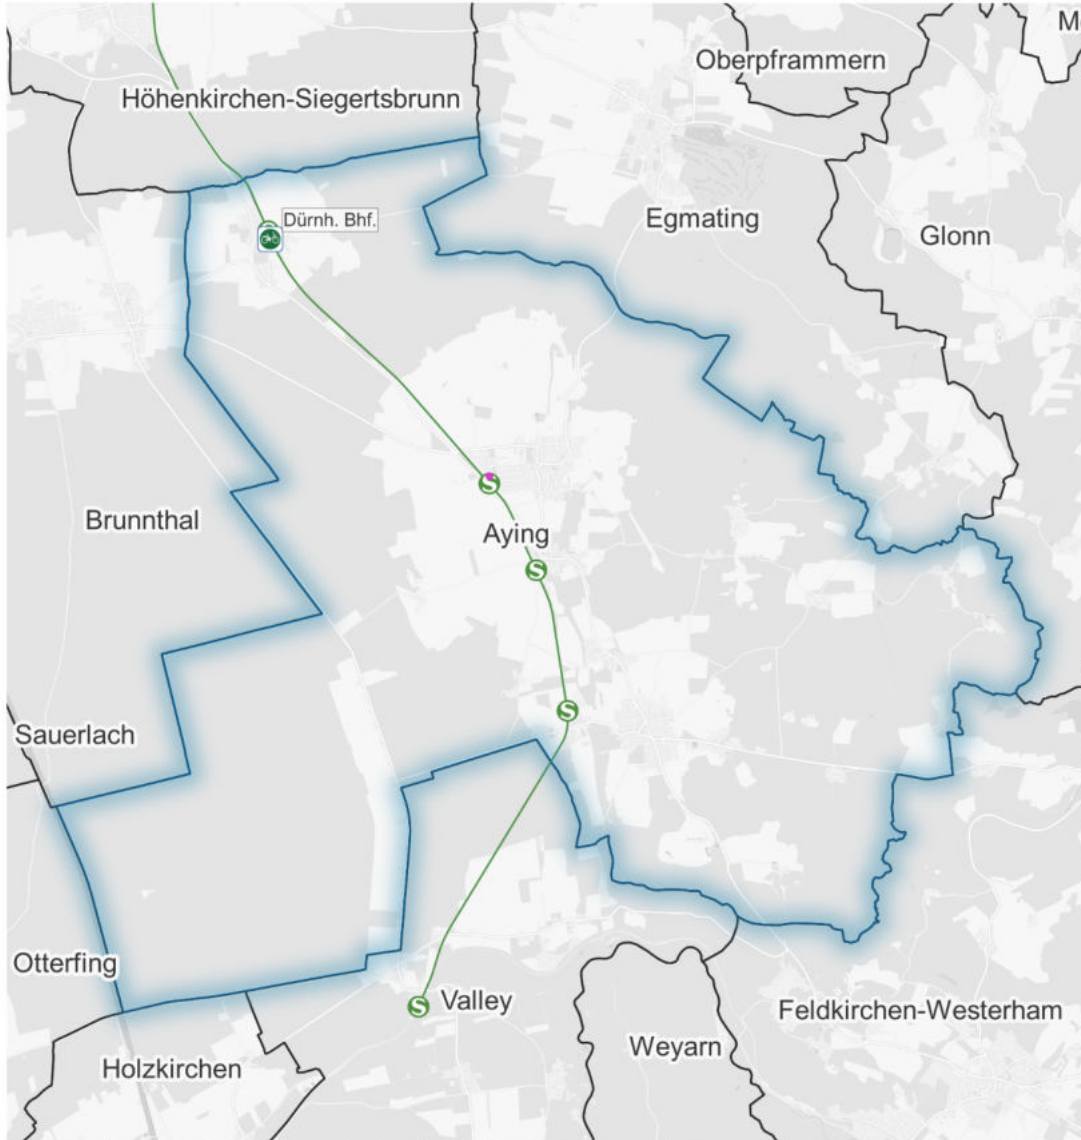 M
Oberpframmern
Höhenkirchen-Siegertsbrunn
Dürnh. Bhf.
Egmating
Glonn
S
Brunnthal
Aying
S
S
Sauerlach
Otterfing
S
Valley
Feldkirchen-Westerham
Weyarn
Holzkirchen